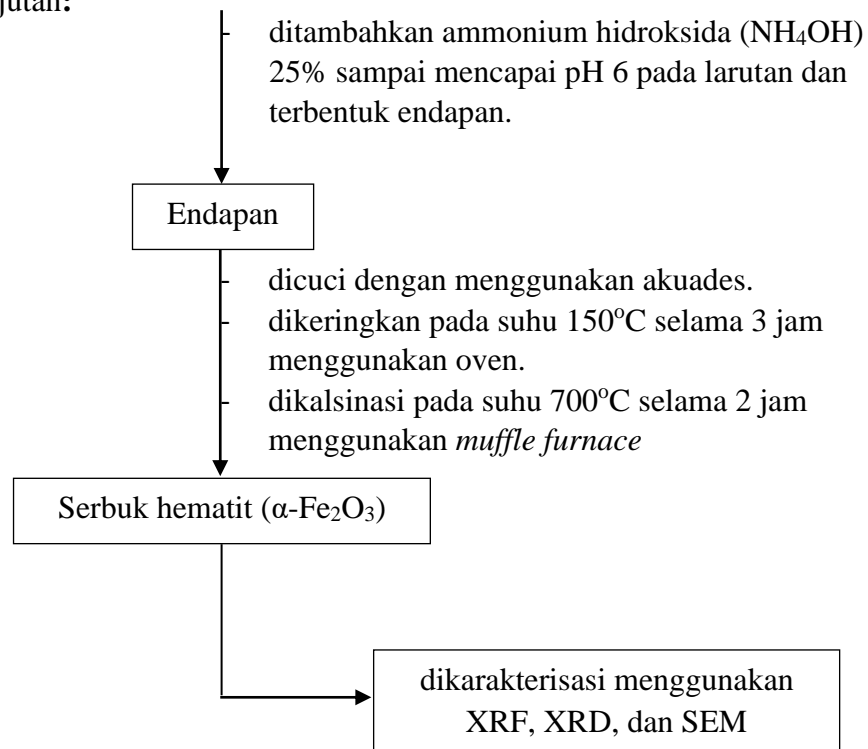 jutan:
- ditambahkan ammonium hidroksida (NH₄OH)
25% sampai mencapai pH 6 pada larutan dan
terbentuk endapan.
Endapan
- dicuci dengan menggunakan akuades.
- dikeringkan pada suhu 150°C selama 3 jam
menggunakan oven.
- dikalsinasi pada suhu 700°C selama 2 jam
menggunakan muffle furnace
Serbuk hematit (α-Fe₂O₃)
dikarakterisasi menggunakan
XRF, XRD, dan SEM